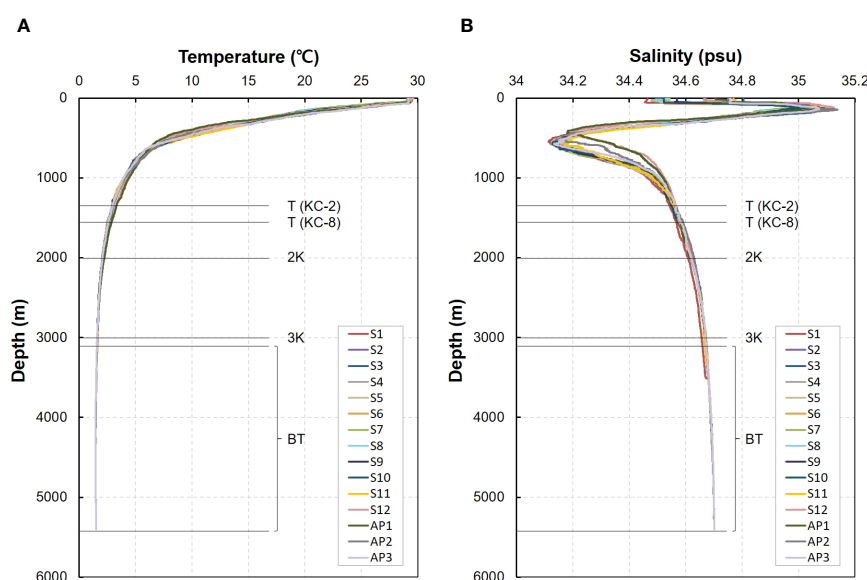 A
Temperature (℃)
0 5 10 15 20 25 30
Depth (m)
0
1000
2000
3000
4000
5000
6000
T (KC-2)
T (KC-8)
2K
3K
BT
S1
S2
S3
S4
S5
S6
S7
S8
S9
S10
S11
S12
AP1
AP2
AP3
B
Salinity (psu)
34 34.2 34.4 34.6 34.8 35 35.2
Depth (m)
0
1000
2000
3000
4000
5000
6000
T (KC-2)
T (KC-8)
2K
3K
BT
S1
S2
S3
S4
S5
S6
S7
S8
S9
S10
S11
S12
AP1
AP2
AP3